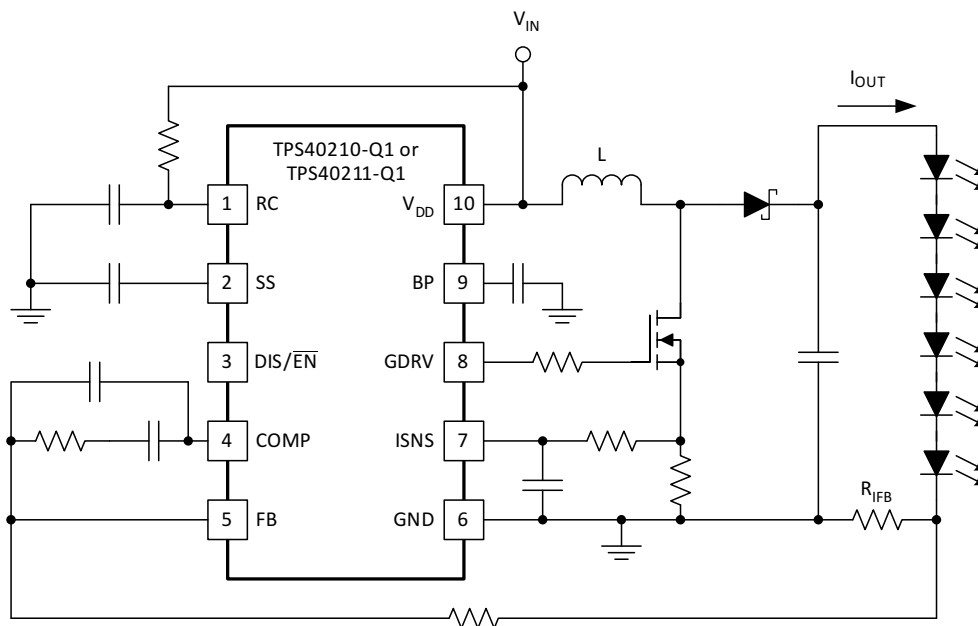 V_IN
I_OUT
TPS40210-Q1 or
TPS40211-Q1
L
1 RC
V_DD 10
2 SS
BP 9
3 DIS/E̅N̅
GDRV 8
4 COMP
ISNS 7
R_IFB
5 FB
GND 6